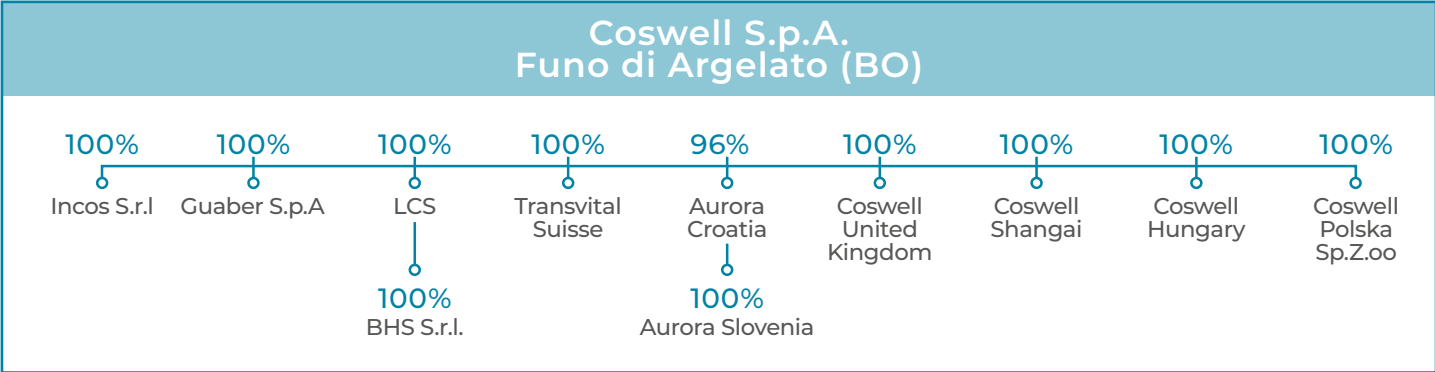 Coswell S.p.A.
Funo di Argelato (BO)
100% 100% 100% 100% 96% 100% 100% 100% 100%
Incos S.r.l Guaber S.p.A LCS Transvital Aurora Coswell Coswell Coswell Coswell
Suisse Croatia United Shangai Hungary Polska
Kingdom Sp.Z.oo
100% 100%
BHS S.r.l. Aurora Slovenia